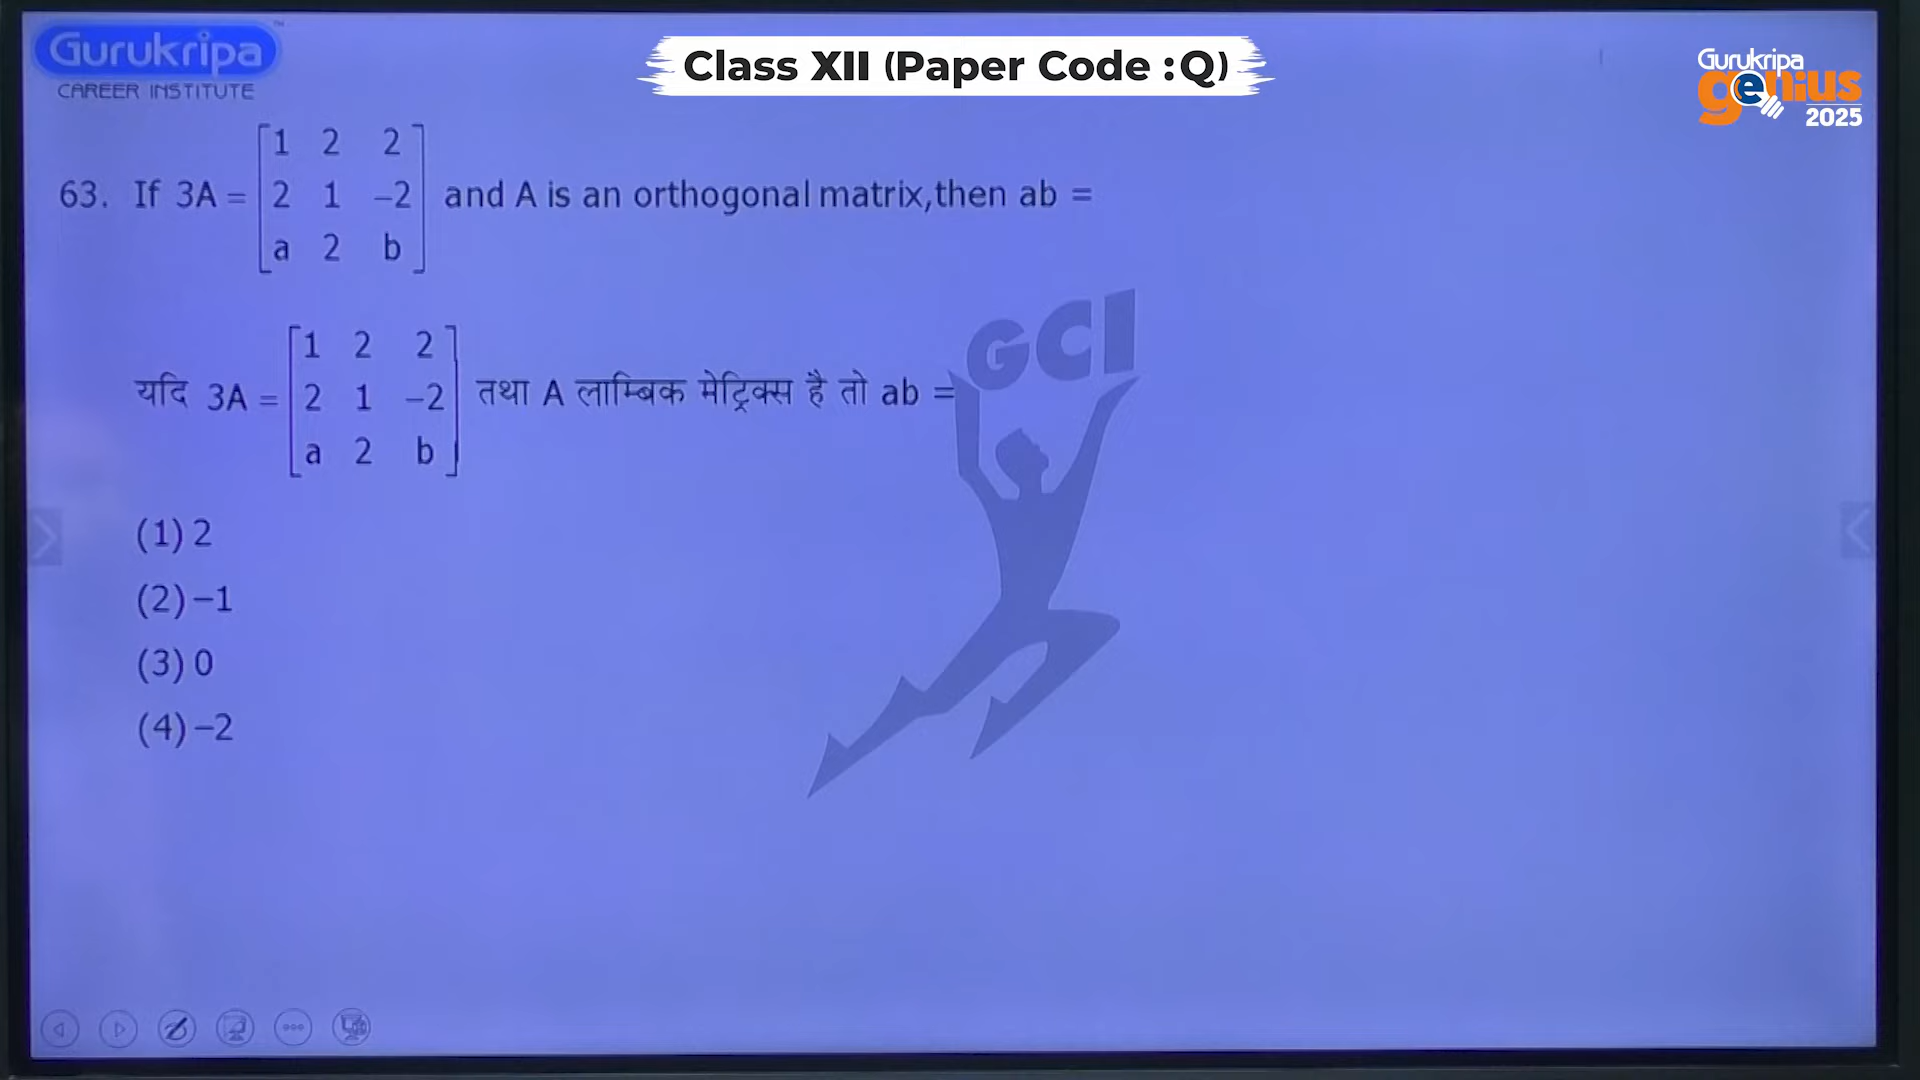 Gurukripa
CAREER INSTITUTE
Class XII (Paper Code :Q)
Gurukripa
genius
2025
63. If 3A = [1 2 2
2 1 −2
a 2 b] and A is an orthogonal matrix,then ab =
यदि 3A = [1 2 2
2 1 −2
a 2 b] तथा A लाम्बिक मेट्रिक्स है तो ab =
GCI
(1) 2
(2) −1
(3) 0
(4) −2